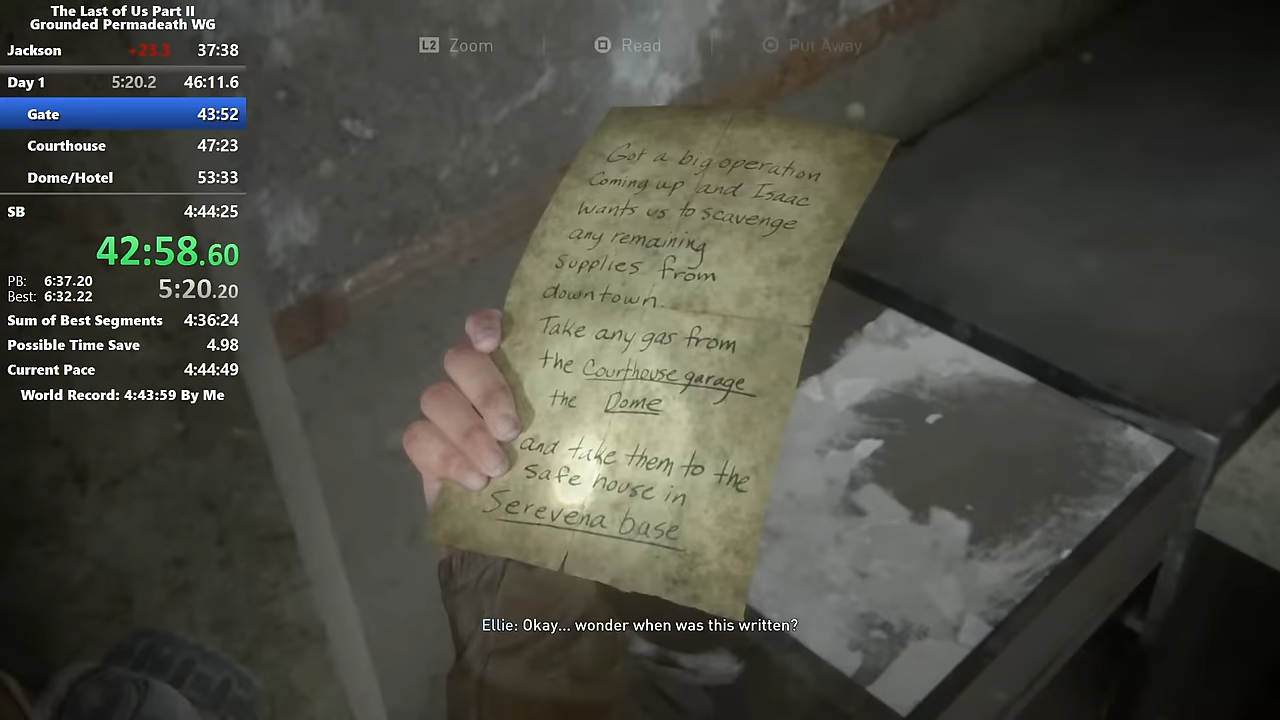 The Last of Us Part II
Grounded Permadeath WG
Jackson +23.3 37:38
Day 1 5:20.2 46:11.6
Gate 43:52
Courthouse 47:23
Dome/Hotel 53:33
SB 4:44:25
42:58.60
PB: 6:37.20
Best: 6:32.22
5:20.20
Sum of Best Segments 4:36:24
Possible Time Save 4.98
Current Pace 4:44:49
World Record: 4:43:59 By Me
L2 Zoom Read Put Away
Got a big operation
Coming up and Isaac
wants us to scavenge
any remaining
supplies from
downtown.
Take any gas from
the Courthouse garage
the Dome
and take them to the
safe house in
Serevena base
Ellie: Okay... wonder when was this written?